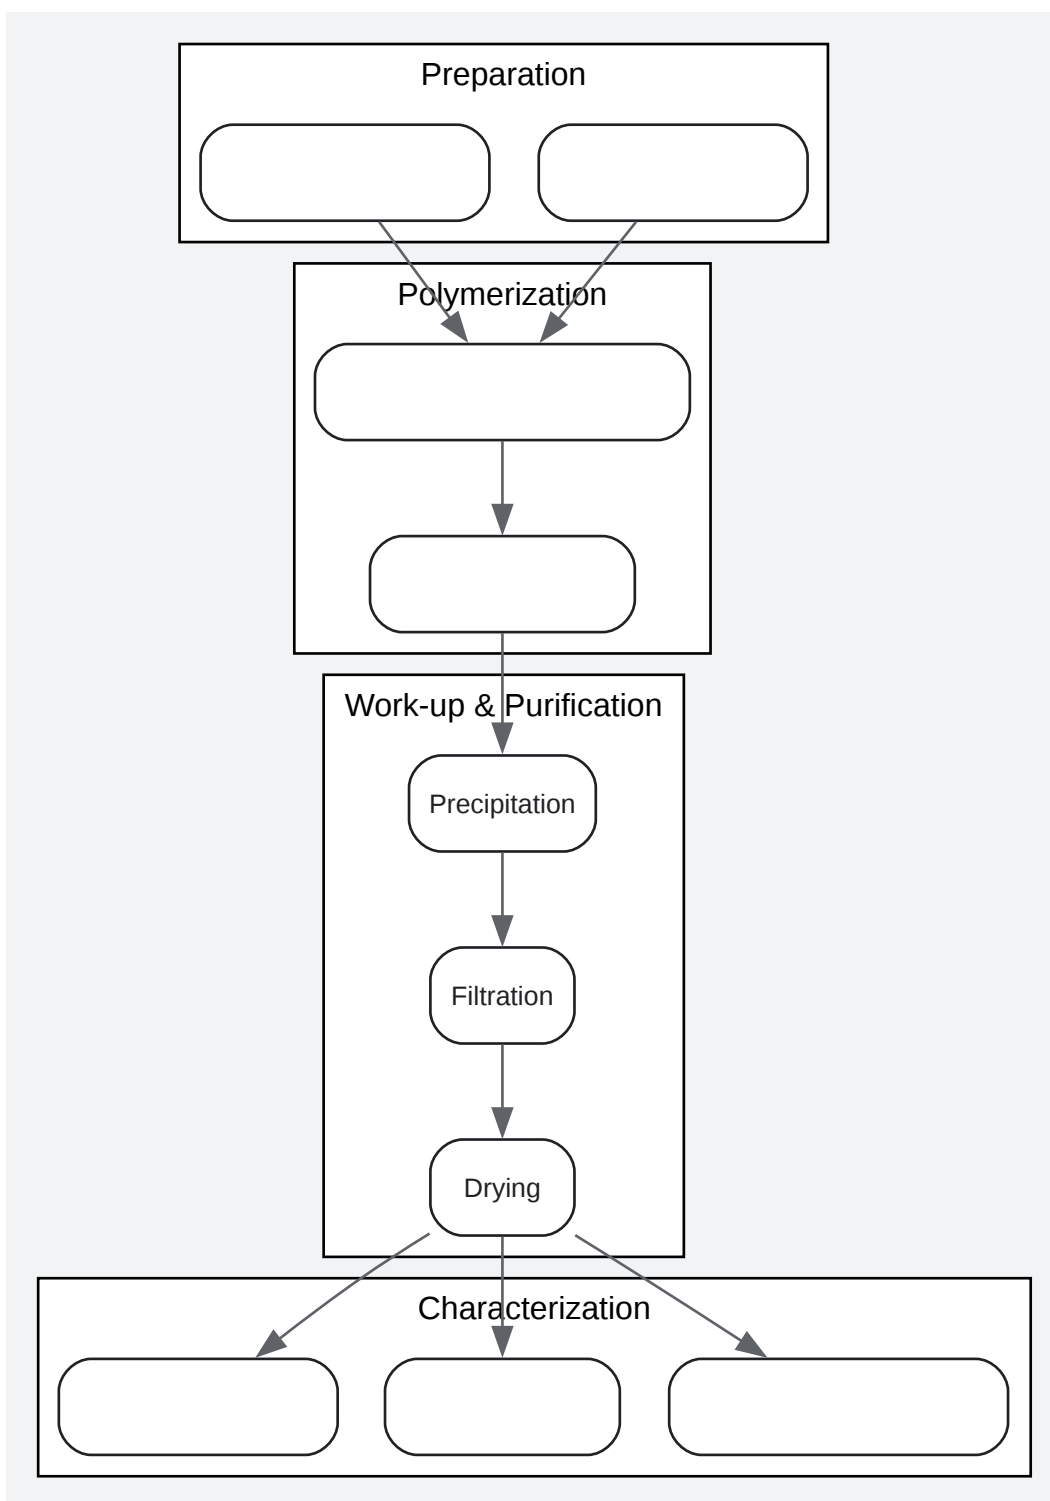 Preparation
Polymerization
Work-up & Purification
Precipitation
Filtration
Drying
Characterization